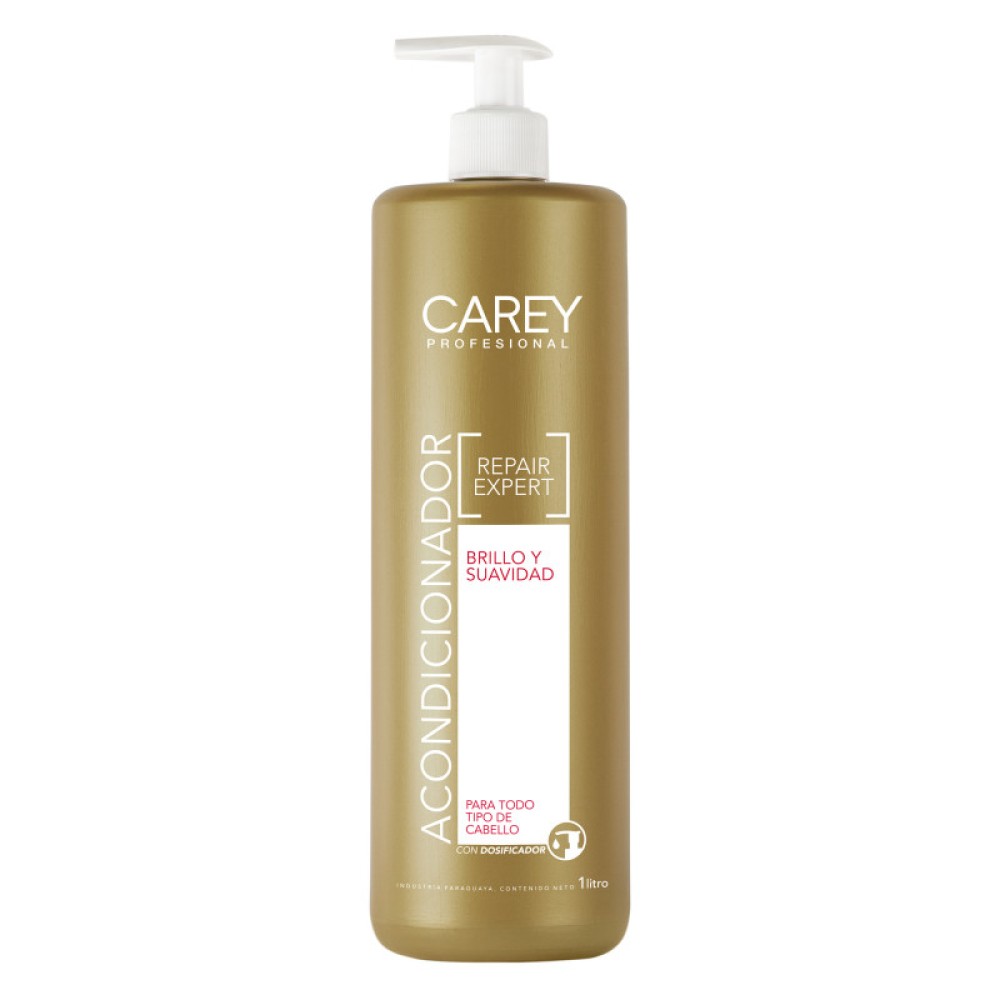 CAREY
PROFESIONAL
ACONDICIONADOR
REPAIR
EXPERT
BRILLO Y
SUAVIDAD
PARA TODO
TIPO DE
CABELLO
CON DOSIFICADOR
INDUSTRIA PARAGUAYA. CONTENIDO NETO 1 litro